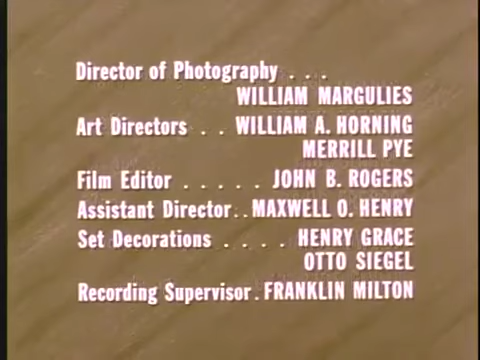 Director of Photography . . .
WILLIAM MARGULIES
Art Directors . . WILLIAM A. HORNING
MERRILL PYE
Film Editor . . . . . JOHN B. ROGERS
Assistant Director . . MAXWELL O. HENRY
Set Decorations . . . . HENRY GRACE
OTTO SIEGEL
Recording Supervisor . FRANKLIN MILTON